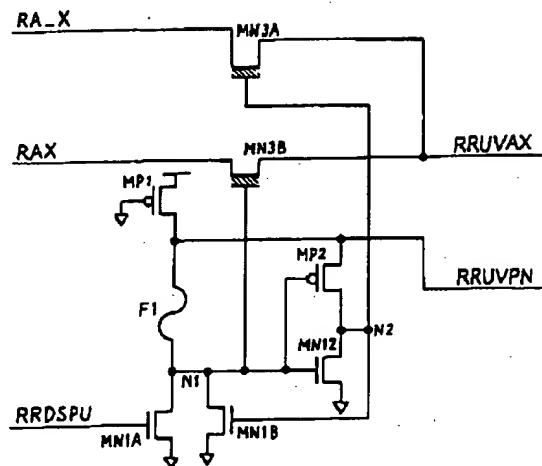 RA_X
MN3A
RAX
MN3B
RRUVAX
MP1
MP2
RRUVPN
F1
N2
MN12
N1
RRDSPU
MN1A
MN1B